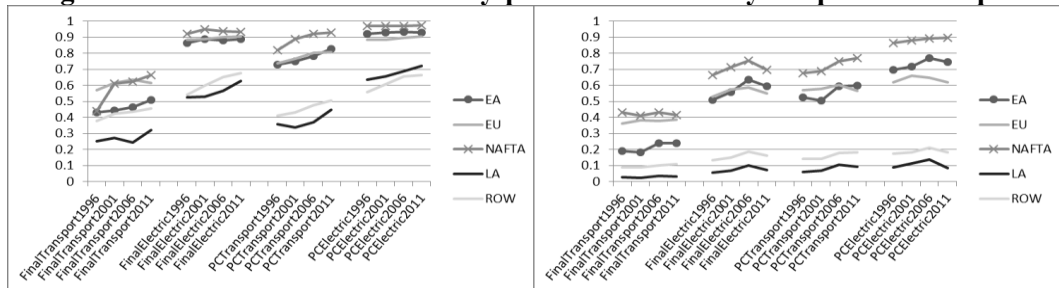 1
0.9
0.8
0.7
0.6
0.5
0.4
0.3
0.2
0.1
0
FinalTransport1996
FinalTransport2001
FinalTransport2006
FinalTransport2011
FinalElectric1996
FinalElectric2001
FinalElectric2006
FinalElectric2011
PCTransport1996
PCTransport2001
PCTransport2006
PCTransport2011
PCElectric1996
PCElectric2001
PCElectric2006
PCElectric2011
EA
EU
NAFTA
LA
ROW
1
0.9
0.8
0.7
0.6
0.5
0.4
0.3
0.2
0.1
0
FinalTransport1996
FinalTransport2001
FinalTransport2006
FinalTransport2011
FinalElectric1996
FinalElectric2001
FinalElectric2006
FinalElectric2011
PCTransport1996
PCTransport2001
PCTransport2006
PCTransport2011
PCElectric1996
PCElectric2001
PCElectric2006
PCElectric2011
EA
EU
NAFTA
LA
ROW